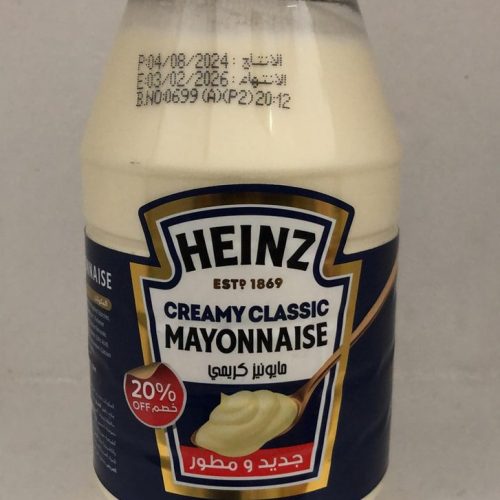 P:04/08/2024 : الانتاج
E:03/02/2026 : الانتهاء
B.NO:0699 (A)(P2) 20:12
HEINZ
ESTD 1869
CREAMY CLASSIC
MAYONNAISE
مايونيز كريمي
20%
OFF خصم
جديد و مطور
NNAISE